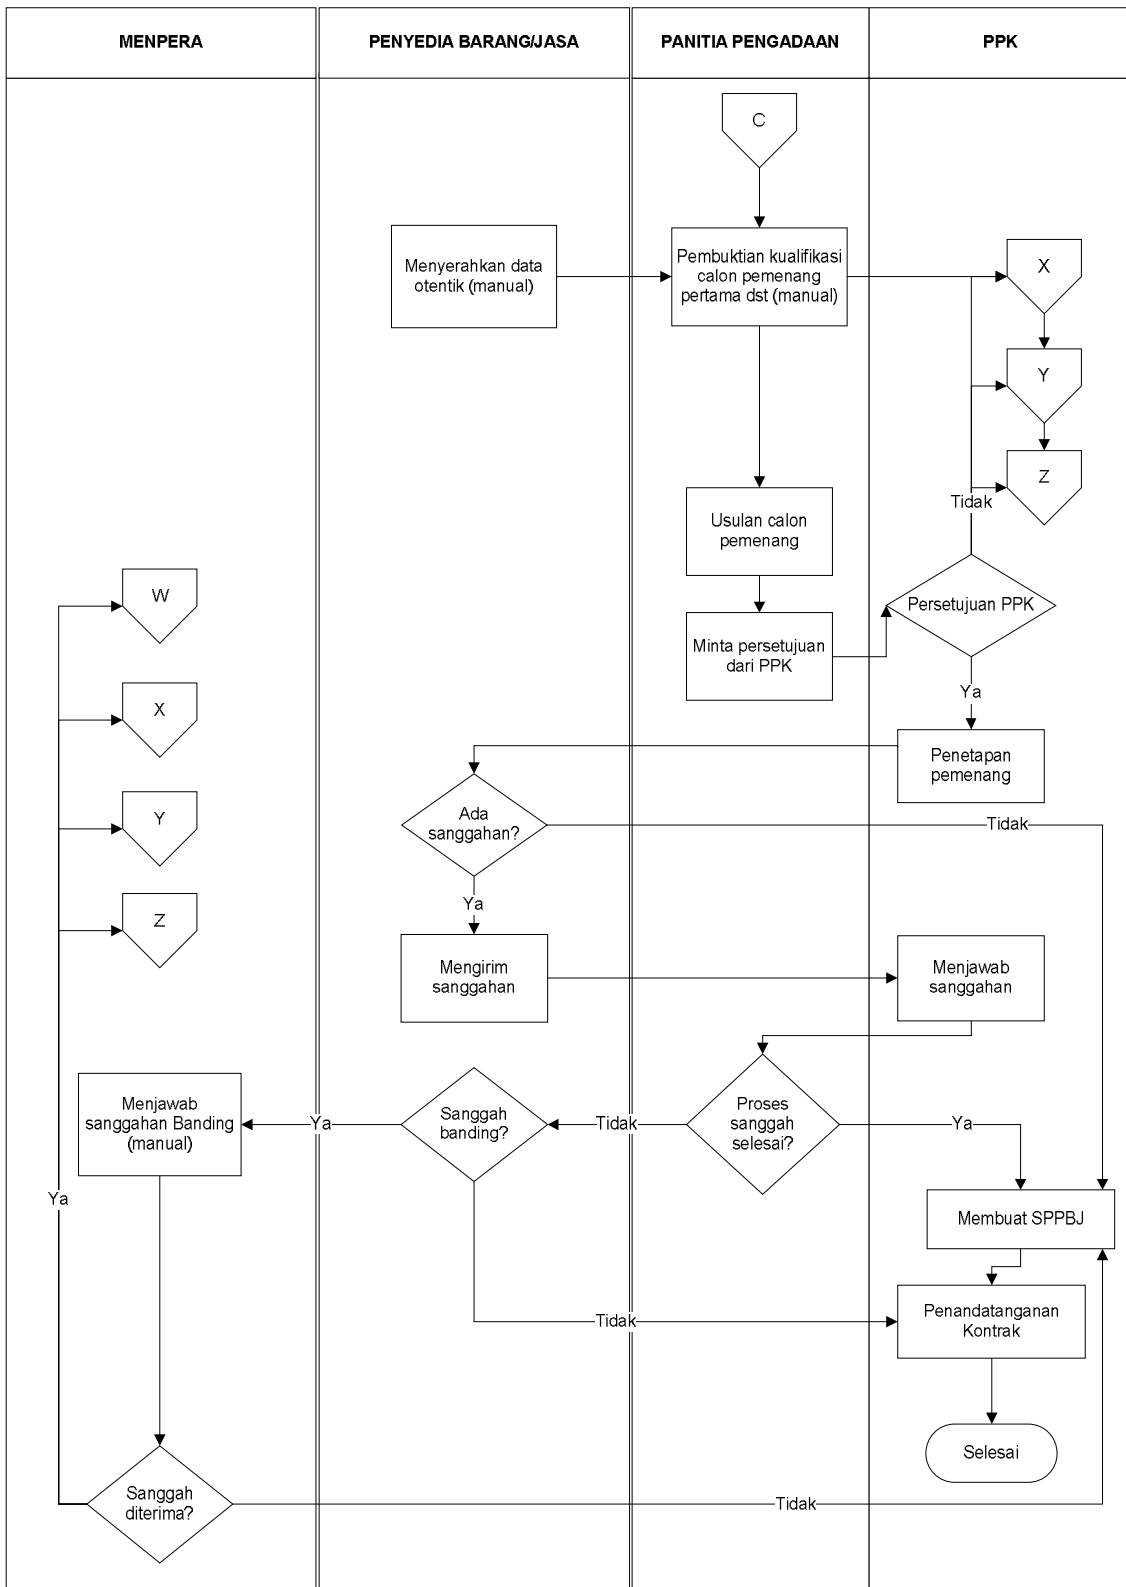 MENPERA
PENYEDIA BARANG/JASA
PANITIA PENGADAAN
PPK
C
Menyerahkan data
otentik (manual)
Pembuktian kualifikasi
calon pemenang
pertama dst (manual)
X
Y
Z
Tidak
Usulan calon
pemenang
Persetujuan PPK
Minta persetujuan
dari PPK
Ya
W
X
Y
Z
Penetapan
pemenang
Ada
sanggahan?
Tidak
Ya
Mengirim
sanggahan
Menjawab
sanggahan
Menjawab
sanggahan Banding
(manual)
Ya
Sanggah
banding?
Tidak
Proses
sanggah
selesai?
Ya
Ya
Membuat SPPBJ
Tidak
Penandatanganan
Kontrak
Selesai
Sanggah
diterima?
Tidak